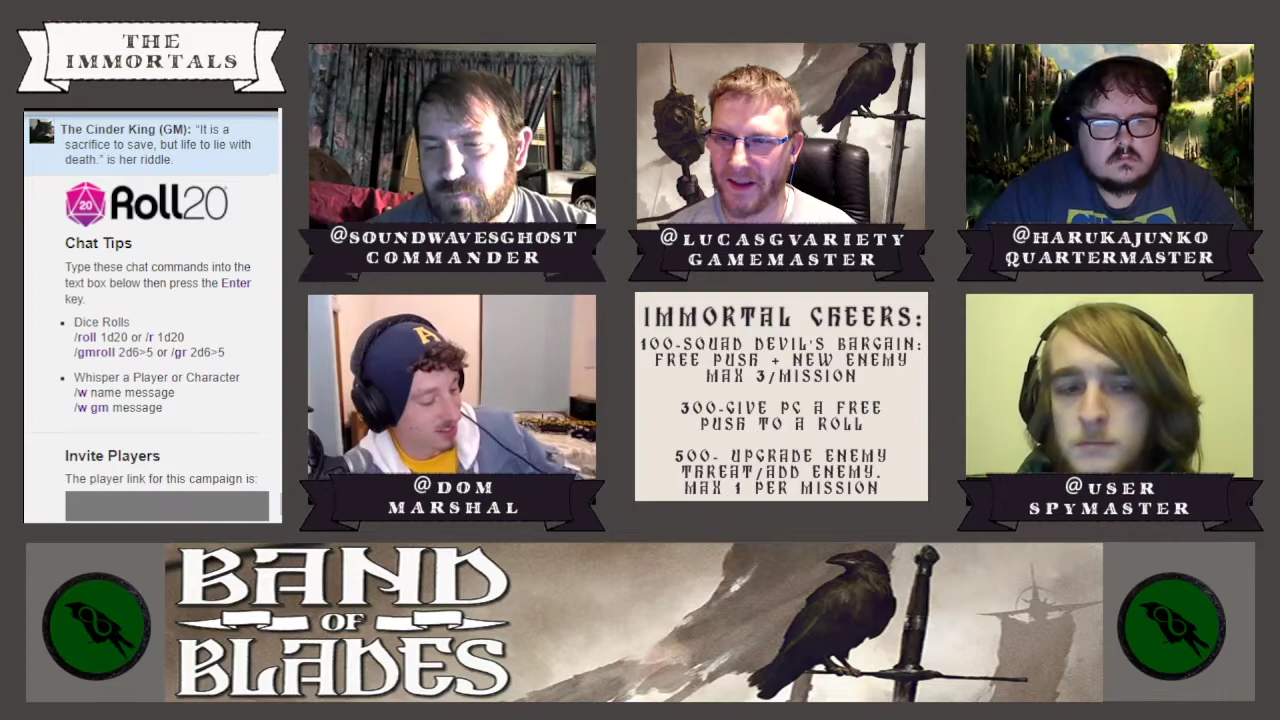 THE
IMMORTALS
The Cinder King (GM): "It is a
sacrifice to save, but life to lie with
death." is her riddle.
20
Roll20
Chat Tips
Type these chat commands into the
text box below then press the Enter
key.
Dice Rolls
/roll 1d20 or /r 1d20
/gmroll 2d6>5 or /gr 2d6>5
Whisper a Player or Character
/w name message
/w gm message
Invite Players
The player link for this campaign is:
@SOUNDWAVESGHOST
COMMANDER
@LUCASGVARIETY
GAMEMASTER
@HARUKAJUNKO
QUARTERMASTER
A
@DOM
MARSHAL
IMMORTAL CHEERS:
100-SQUAD DEVIL'S BARGAIN:
FREE PUSH + NEW ENEMY
MAX 3/MISSION
300-GIVE PC A FREE
PUSH TO A ROLL
500- UPGRADE ENEMY
THREAT/ADD ENEMY.
MAX 1 PER MISSION
@USER
SPYMASTER
BAND
OF
BLADES